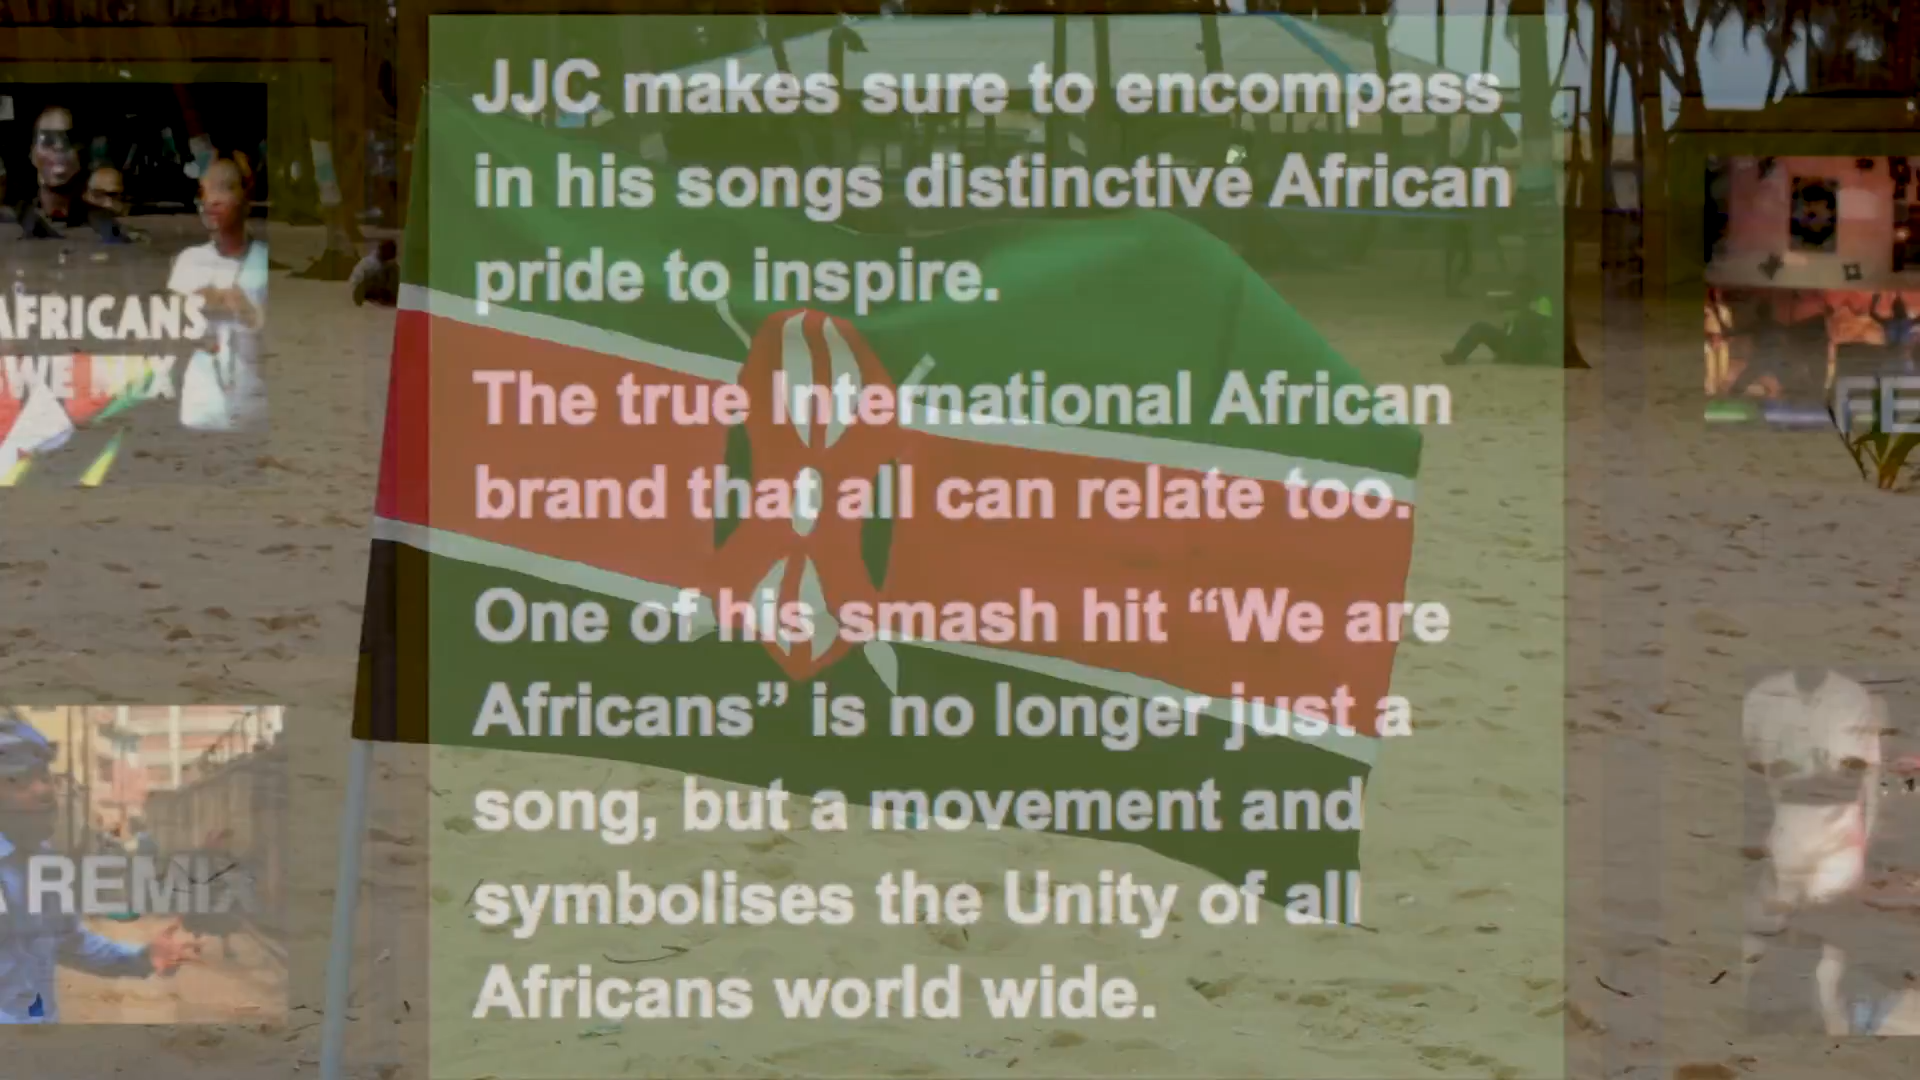 JJC makes sure to encompass
in his songs distinctive African
pride to inspire.
The true International African
brand that all can relate too.
One of his smash hit “We are
Africans” is no longer just a
song, but a movement and
symbolises the Unity of all
Africans world wide.
AFRICANS
MIX
REMIX